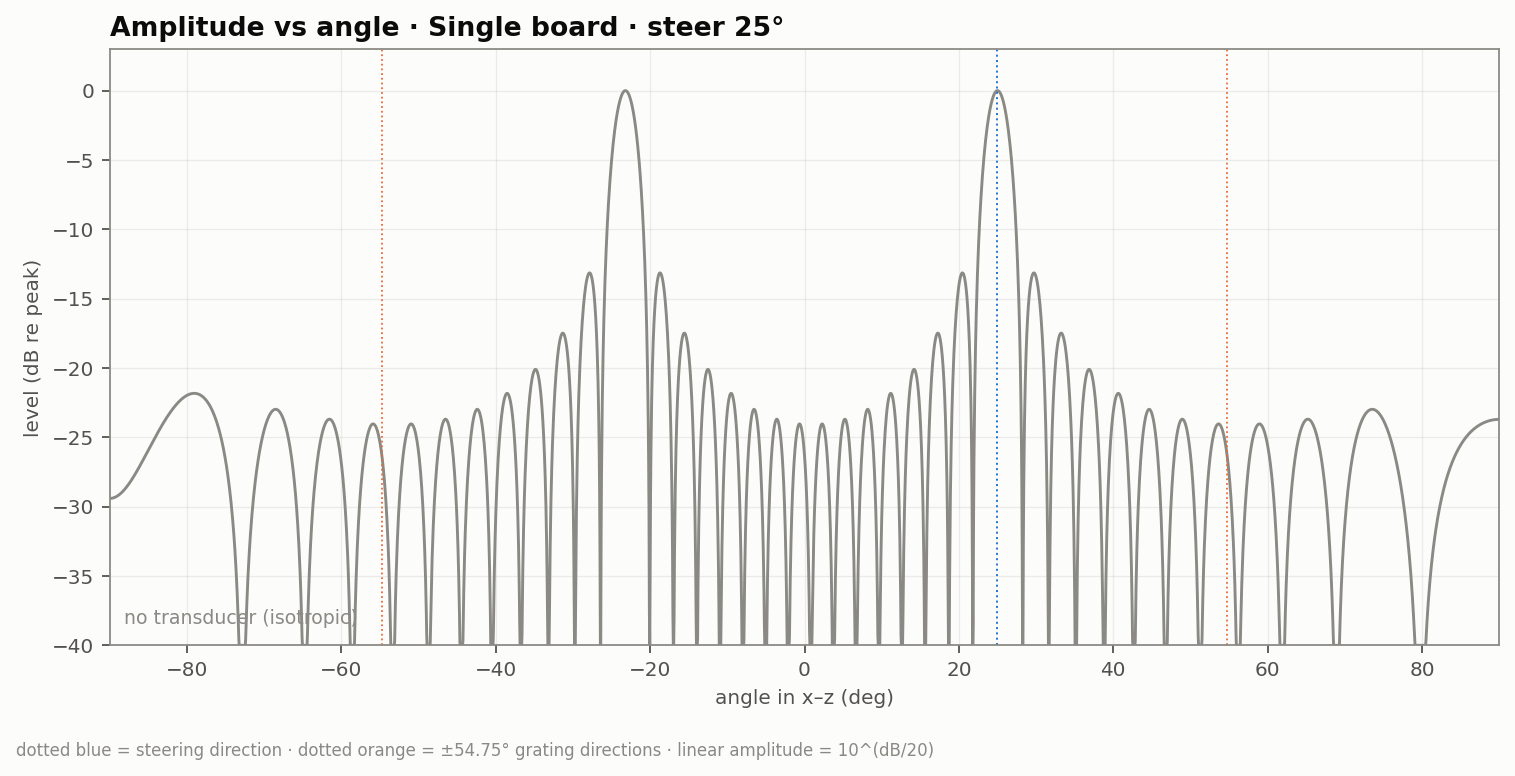 Amplitude vs angle · Single board · steer 25°
0
−5
−10
−15
−20
−25
−30
−35
−40
level (dB re peak)
no transducer (isotropic)
−80 −60 −40 −20 0 20 40 60 80
angle in x–z (deg)
dotted blue = steering direction · dotted orange = ±54.75° grating directions · linear amplitude = 10^(dB/20)